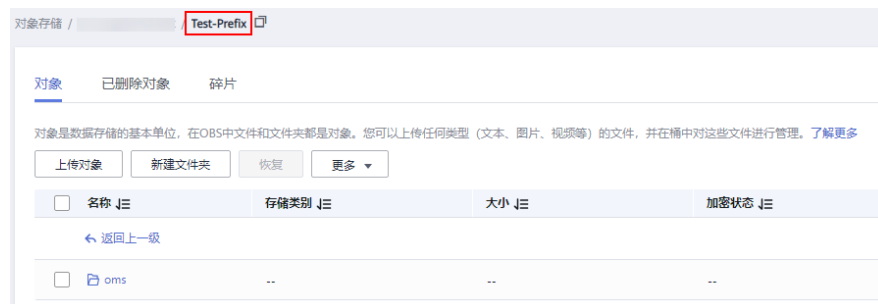 对象存储 / / Test-Prefix
对象 已删除对象 碎片
对象是数据存储的基本单位，在OBS中文件和文件夹都是对象。您可以上传任何类型（文本、图片、视频等）的文件，并在桶中对这些文件进行管理。了解更多
上传对象 新建文件夹 恢复 更多
名称 存储类别 大小 加密状态
返回上一级
oms -- -- --